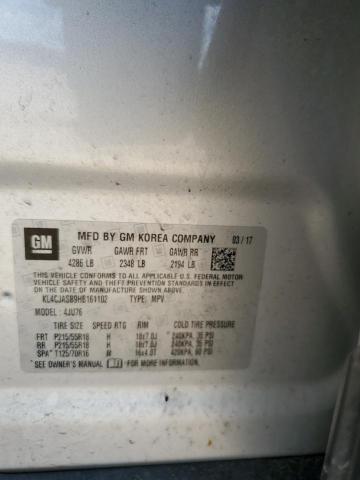 GM
MFD BY GM KOREA COMPANY 03/17
GVWR GAWR FRT GAWR RR
4286 LB 2348 LB 2194 LB
THIS VEHICLE CONFORMS TO ALL APPLICABLE U.S. FEDERAL MOTOR
VEHICLE SAFETY AND THEFT PREVENTION STANDARDS IN EFFECT ON
THE DATE OF MANUFACTURE SHOWN ABOVE.
KL4CJASB9HB161102 TYPE: MPV
MODEL: 4JU76
TIRE SIZE SPEED RTG RIM COLD TIRE PRESSURE
FRT P215/55R18 H 18x7.0J 240KPA, 35 PSI
RR P215/55R18 H 18x7.0J 240KPA, 35 PSI
SPA T125/70R16 M 16x4.0T 420KPA, 60 PSI
SEE OWNER'S MANUAL FOR MORE INFORMATION.